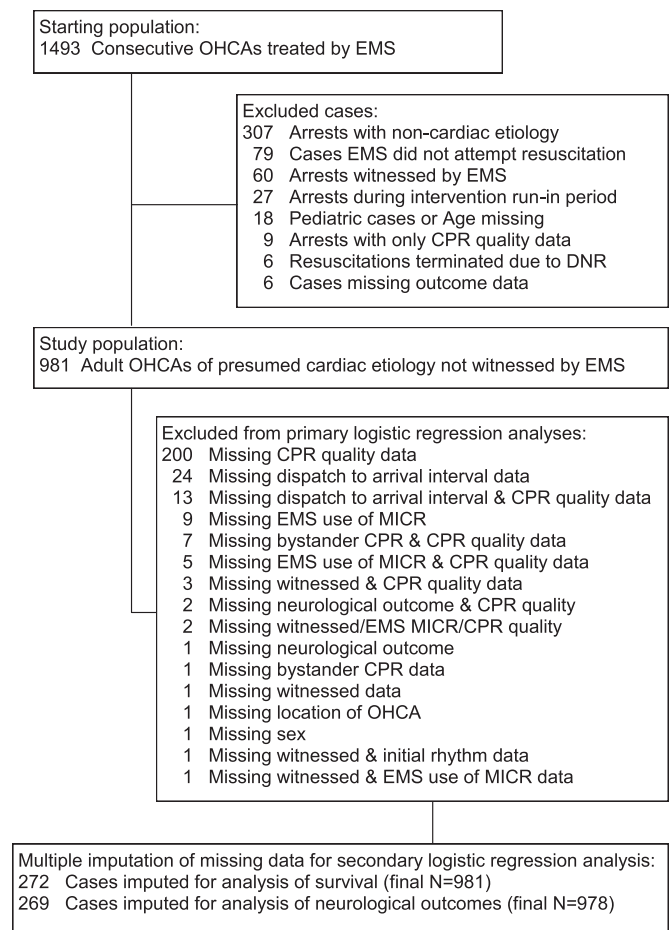 Starting population:
1493 Consecutive OHCAs treated by EMS
Excluded cases:
307 Arrests with non-cardiac etiology
79 Cases EMS did not attempt resuscitation
60 Arrests witnessed by EMS
27 Arrests during intervention run-in period
18 Pediatric cases or Age missing
9 Arrests with only CPR quality data
6 Resuscitations terminated due to DNR
6 Cases missing outcome data
Study population:
981 Adult OHCAs of presumed cardiac etiology not witnessed by EMS
Excluded from primary logistic regression analyses:
200 Missing CPR quality data
24 Missing dispatch to arrival interval data
13 Missing dispatch to arrival interval & CPR quality data
9 Missing EMS use of MICR
7 Missing bystander CPR & CPR quality data
5 Missing EMS use of MICR & CPR quality data
3 Missing witnessed & CPR quality data
2 Missing neurological outcome & CPR quality
2 Missing witnessed/EMS MICR/CPR quality
1 Missing neurological outcome
1 Missing bystander CPR data
1 Missing witnessed data
1 Missing location of OHCA
1 Missing sex
1 Missing witnessed & initial rhythm data
1 Missing witnessed & EMS use of MICR data
Multiple imputation of missing data for secondary logistic regression analysis:
272 Cases imputed for analysis of survival (final N=981)
269 Cases imputed for analysis of neurological outcomes (final N=978)